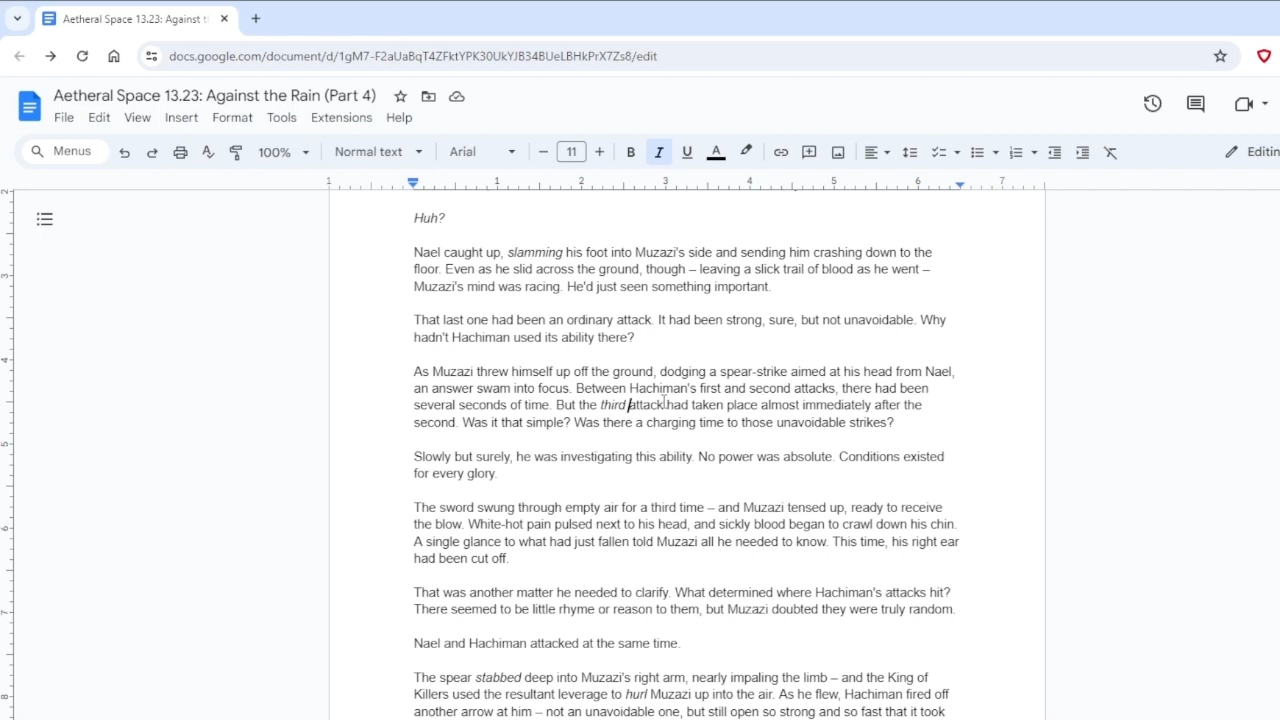 Aetheral Space 13.23: Against t
docs.google.com/document/d/1gM7-F2aUaBqT4ZFktYPK30UkYJB34BUeLBHkPrX7Zs8/edit
Aetheral Space 13.23: Against the Rain (Part 4)
File Edit View Insert Format Tools Extensions Help
Menus 100% Normal text Arial 11 B I U A Editin
1 1 2 3 4 5 6 7
2
3
4
5
6
7
8
Huh?
Nael caught up, slamming his foot into Muzazi's side and sending him crashing down to the
floor. Even as he slid across the ground, though – leaving a slick trail of blood as he went –
Muzazi's mind was racing. He'd just seen something important.
That last one had been an ordinary attack. It had been strong, sure, but not unavoidable. Why
hadn't Hachiman used its ability there?
As Muzazi threw himself up off the ground, dodging a spear-strike aimed at his head from Nael,
an answer swam into focus. Between Hachiman's first and second attacks, there had been
several seconds of time. But the third attack had taken place almost immediately after the
second. Was it that simple? Was there a charging time to those unavoidable strikes?
Slowly but surely, he was investigating this ability. No power was absolute. Conditions existed
for every glory.
The sword swung through empty air for a third time – and Muzazi tensed up, ready to receive
the blow. White-hot pain pulsed next to his head, and sickly blood began to crawl down his chin.
A single glance to what had just fallen told Muzazi all he needed to know. This time, his right ear
had been cut off.
That was another matter he needed to clarify. What determined where Hachiman's attacks hit?
There seemed to be little rhyme or reason to them, but Muzazi doubted they were truly random.
Nael and Hachiman attacked at the same time.
The spear stabbed deep into Muzazi's right arm, nearly impaling the limb – and the King of
Killers used the resultant leverage to hurl Muzazi up into the air. As he flew, Hachiman fired off
another arrow at him – not an unavoidable one, but still open so strong and so fast that it took